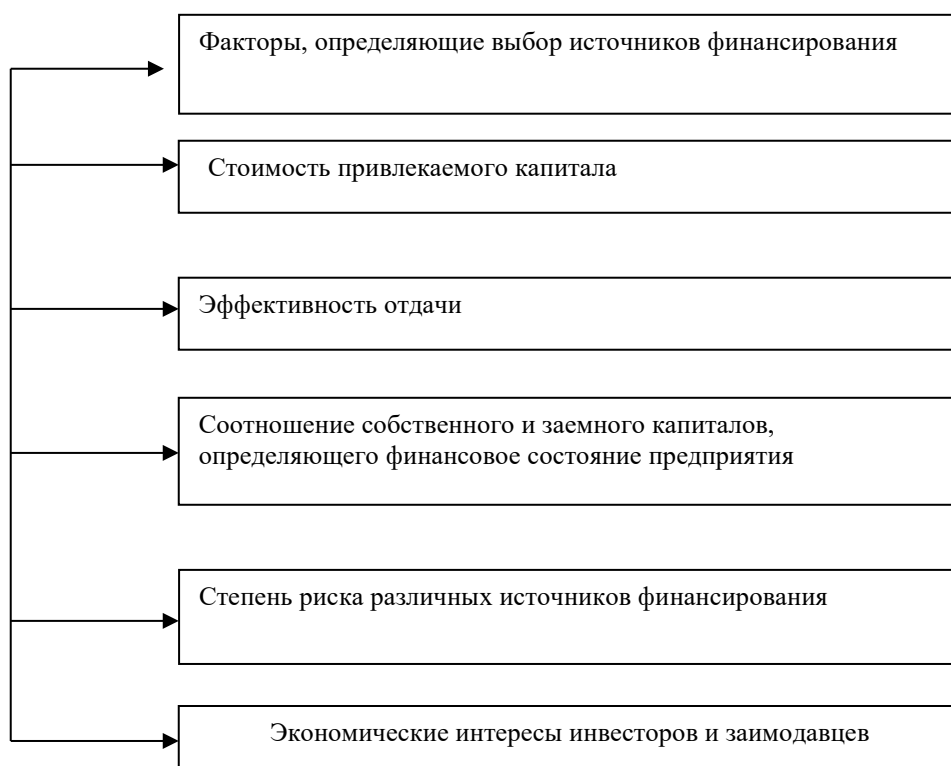 Факторы, определяющие выбор источников финансирования
Стоимость привлекаемого капитала
Эффективность отдачи
Соотношение собственного и заемного капиталов,
определяющего финансовое состояние предприятия
Степень риска различных источников финансирования
Экономические интересы инвесторов и заимодавцев